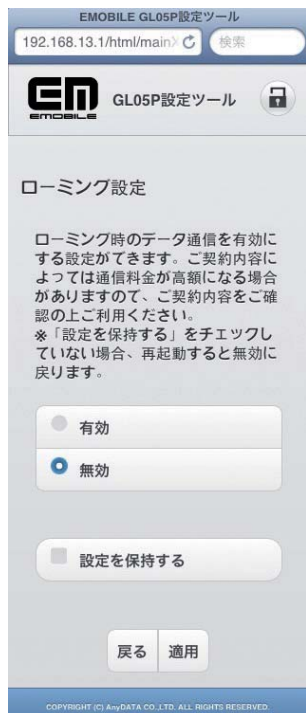 EMOBILE GL05P設定ツール
192.168.13.1/html/main
検索
EM
EMOBILE
GL05P設定ツール
ローミング設定
ローミング時のデータ通信を有効に
する設定ができます。ご契約内容に
よっては通信料金が高額になる場合
がありますので、ご契約内容をご確
認の上ご利用ください。
※「設定を保持する」をチェックし
ていない場合、再起動すると無効に
戻ります。
有効
無効
設定を保持する
戻る 適用
COPYRIGHT (C) AnyDATA CO.,LTD. ALL RIGHTS RESERVED.